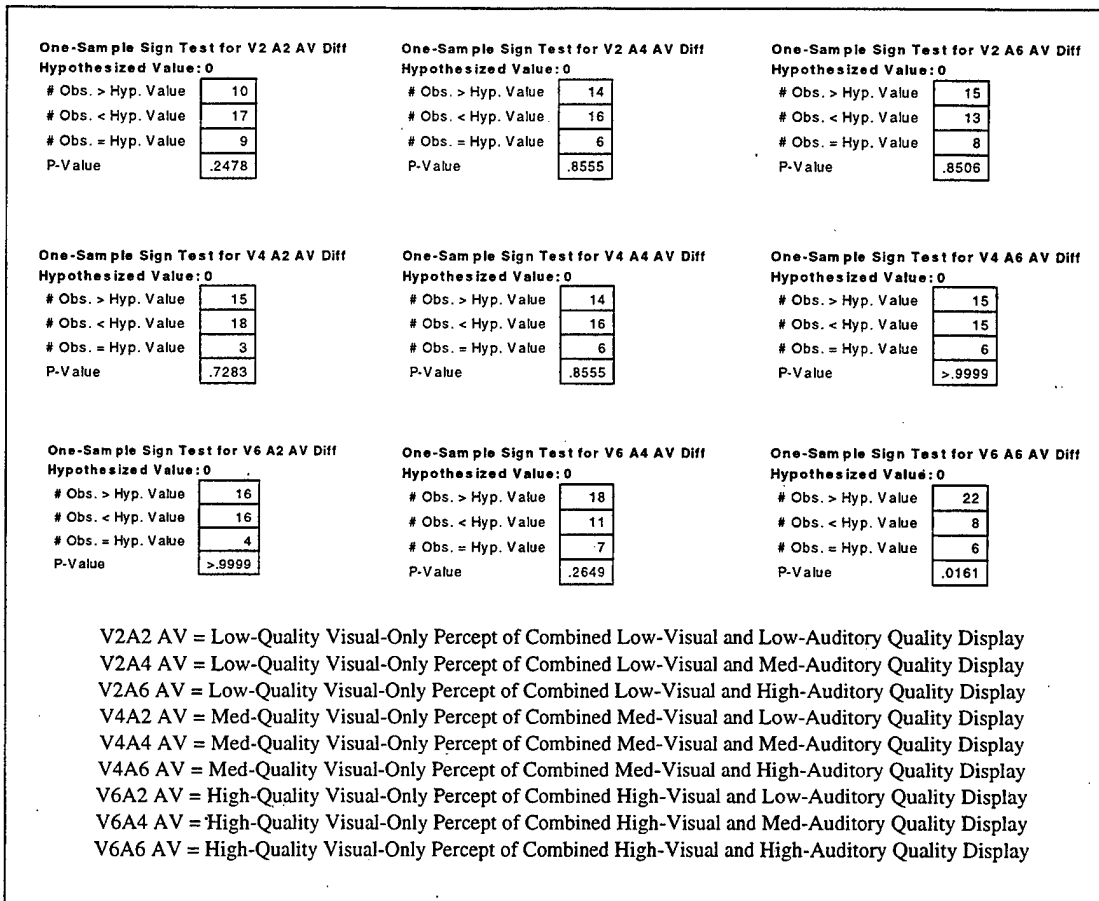 One-Sample Sign Test for V2 A2 AV Diff
Hypothesized Value: 0
# Obs. > Hyp. Value 10
# Obs. < Hyp. Value 17
# Obs. = Hyp. Value 9
P-Value .2478
One-Sample Sign Test for V2 A4 AV Diff
Hypothesized Value: 0
# Obs. > Hyp. Value 14
# Obs. < Hyp. Value 16
# Obs. = Hyp. Value 6
P-Value .8555
One-Sample Sign Test for V2 A6 AV Diff
Hypothesized Value: 0
# Obs. > Hyp. Value 15
# Obs. < Hyp. Value 13
# Obs. = Hyp. Value 8
P-Value .8506
One-Sample Sign Test for V4 A2 AV Diff
Hypothesized Value: 0
# Obs. > Hyp. Value 15
# Obs. < Hyp. Value 18
# Obs. = Hyp. Value 3
P-Value .7283
One-Sample Sign Test for V4 A4 AV Diff
Hypothesized Value: 0
# Obs. > Hyp. Value 14
# Obs. < Hyp. Value 16
# Obs. = Hyp. Value 6
P-Value .8555
One-Sample Sign Test for V4 A6 AV Diff
Hypothesized Value: 0
# Obs. > Hyp. Value 15
# Obs. < Hyp. Value 15
# Obs. = Hyp. Value 6
P-Value >.9999
One-Sample Sign Test for V6 A2 AV Diff
Hypothesized Value: 0
# Obs. > Hyp. Value 16
# Obs. < Hyp. Value 16
# Obs. = Hyp. Value 4
P-Value >.9999
One-Sample Sign Test for V6 A4 AV Diff
Hypothesized Value: 0
# Obs. > Hyp. Value 18
# Obs. < Hyp. Value 11
# Obs. = Hyp. Value 7
P-Value .2649
One-Sample Sign Test for V6 A6 AV Diff
Hypothesized Value: 0
# Obs. > Hyp. Value 22
# Obs. < Hyp. Value 8
# Obs. = Hyp. Value 6
P-Value .0161
V2A2 AV = Low-Quality Visual-Only Percept of Combined Low-Visual and Low-Auditory Quality Display
V2A4 AV = Low-Quality Visual-Only Percept of Combined Low-Visual and Med-Auditory Quality Display
V2A6 AV = Low-Quality Visual-Only Percept of Combined Low-Visual and High-Auditory Quality Display
V4A2 AV = Med-Quality Visual-Only Percept of Combined Med-Visual and Low-Auditory Quality Display
V4A4 AV = Med-Quality Visual-Only Percept of Combined Med-Visual and Med-Auditory Quality Display
V4A6 AV = Med-Quality Visual-Only Percept of Combined Med-Visual and High-Auditory Quality Display
V6A2 AV = High-Quality Visual-Only Percept of Combined High-Visual and Low-Auditory Quality Display
V6A4 AV = High-Quality Visual-Only Percept of Combined High-Visual and Med-Auditory Quality Display
V6A6 AV = High-Quality Visual-Only Percept of Combined High-Visual and High-Auditory Quality Display